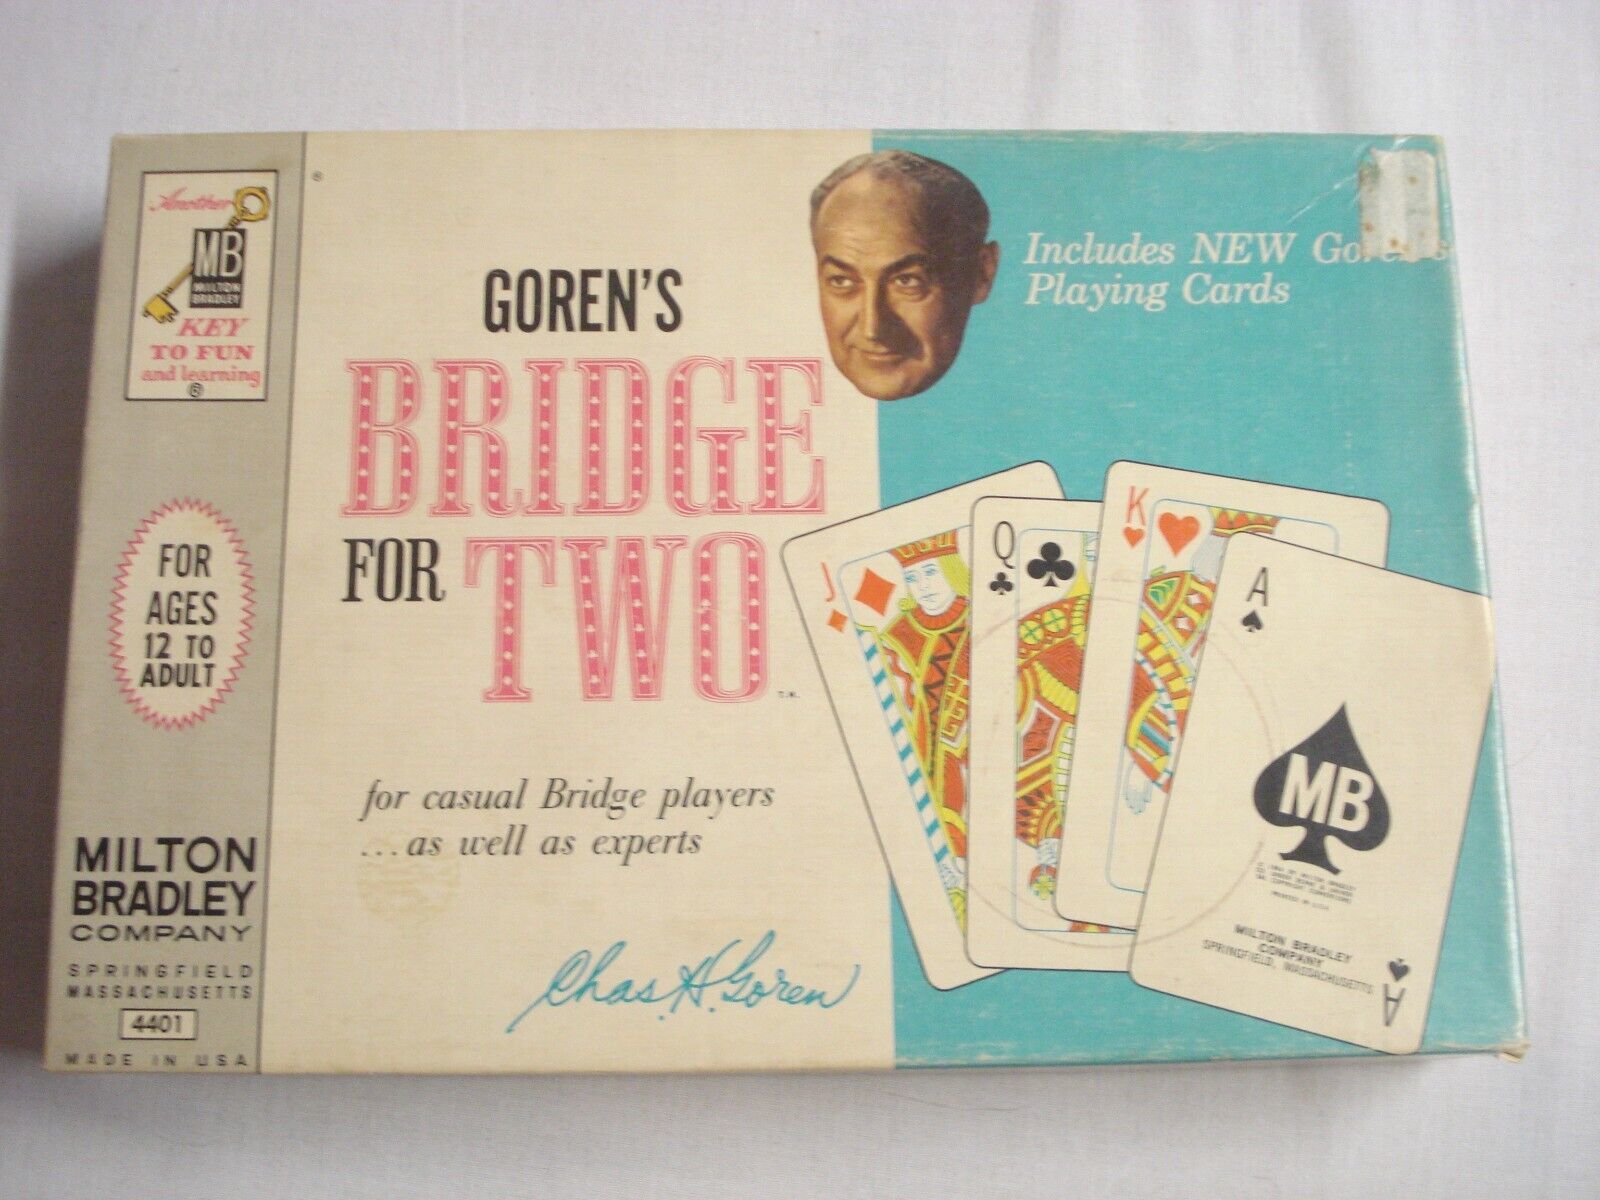 Another
MB
MILTON
BRADLEY
KEY
TO FUN
and learning
®
FOR
AGES
12 TO
ADULT
MILTON
BRADLEY
COMPANY
SPRINGFIELD
MASSACHUSETTS
4401
MADE IN USA
®
GOREN'S
BRIDGE
FOR TWO
T.M.
for casual Bridge players
...as well as experts
Chas. H. Goren
Includes NEW
Playing Cards
J
Q
K
A
MB
PRINTED IN U.S.A.
MILTON BRADLEY
COMPANY
SPRINGFIELD, MASSACHUSETTS
A